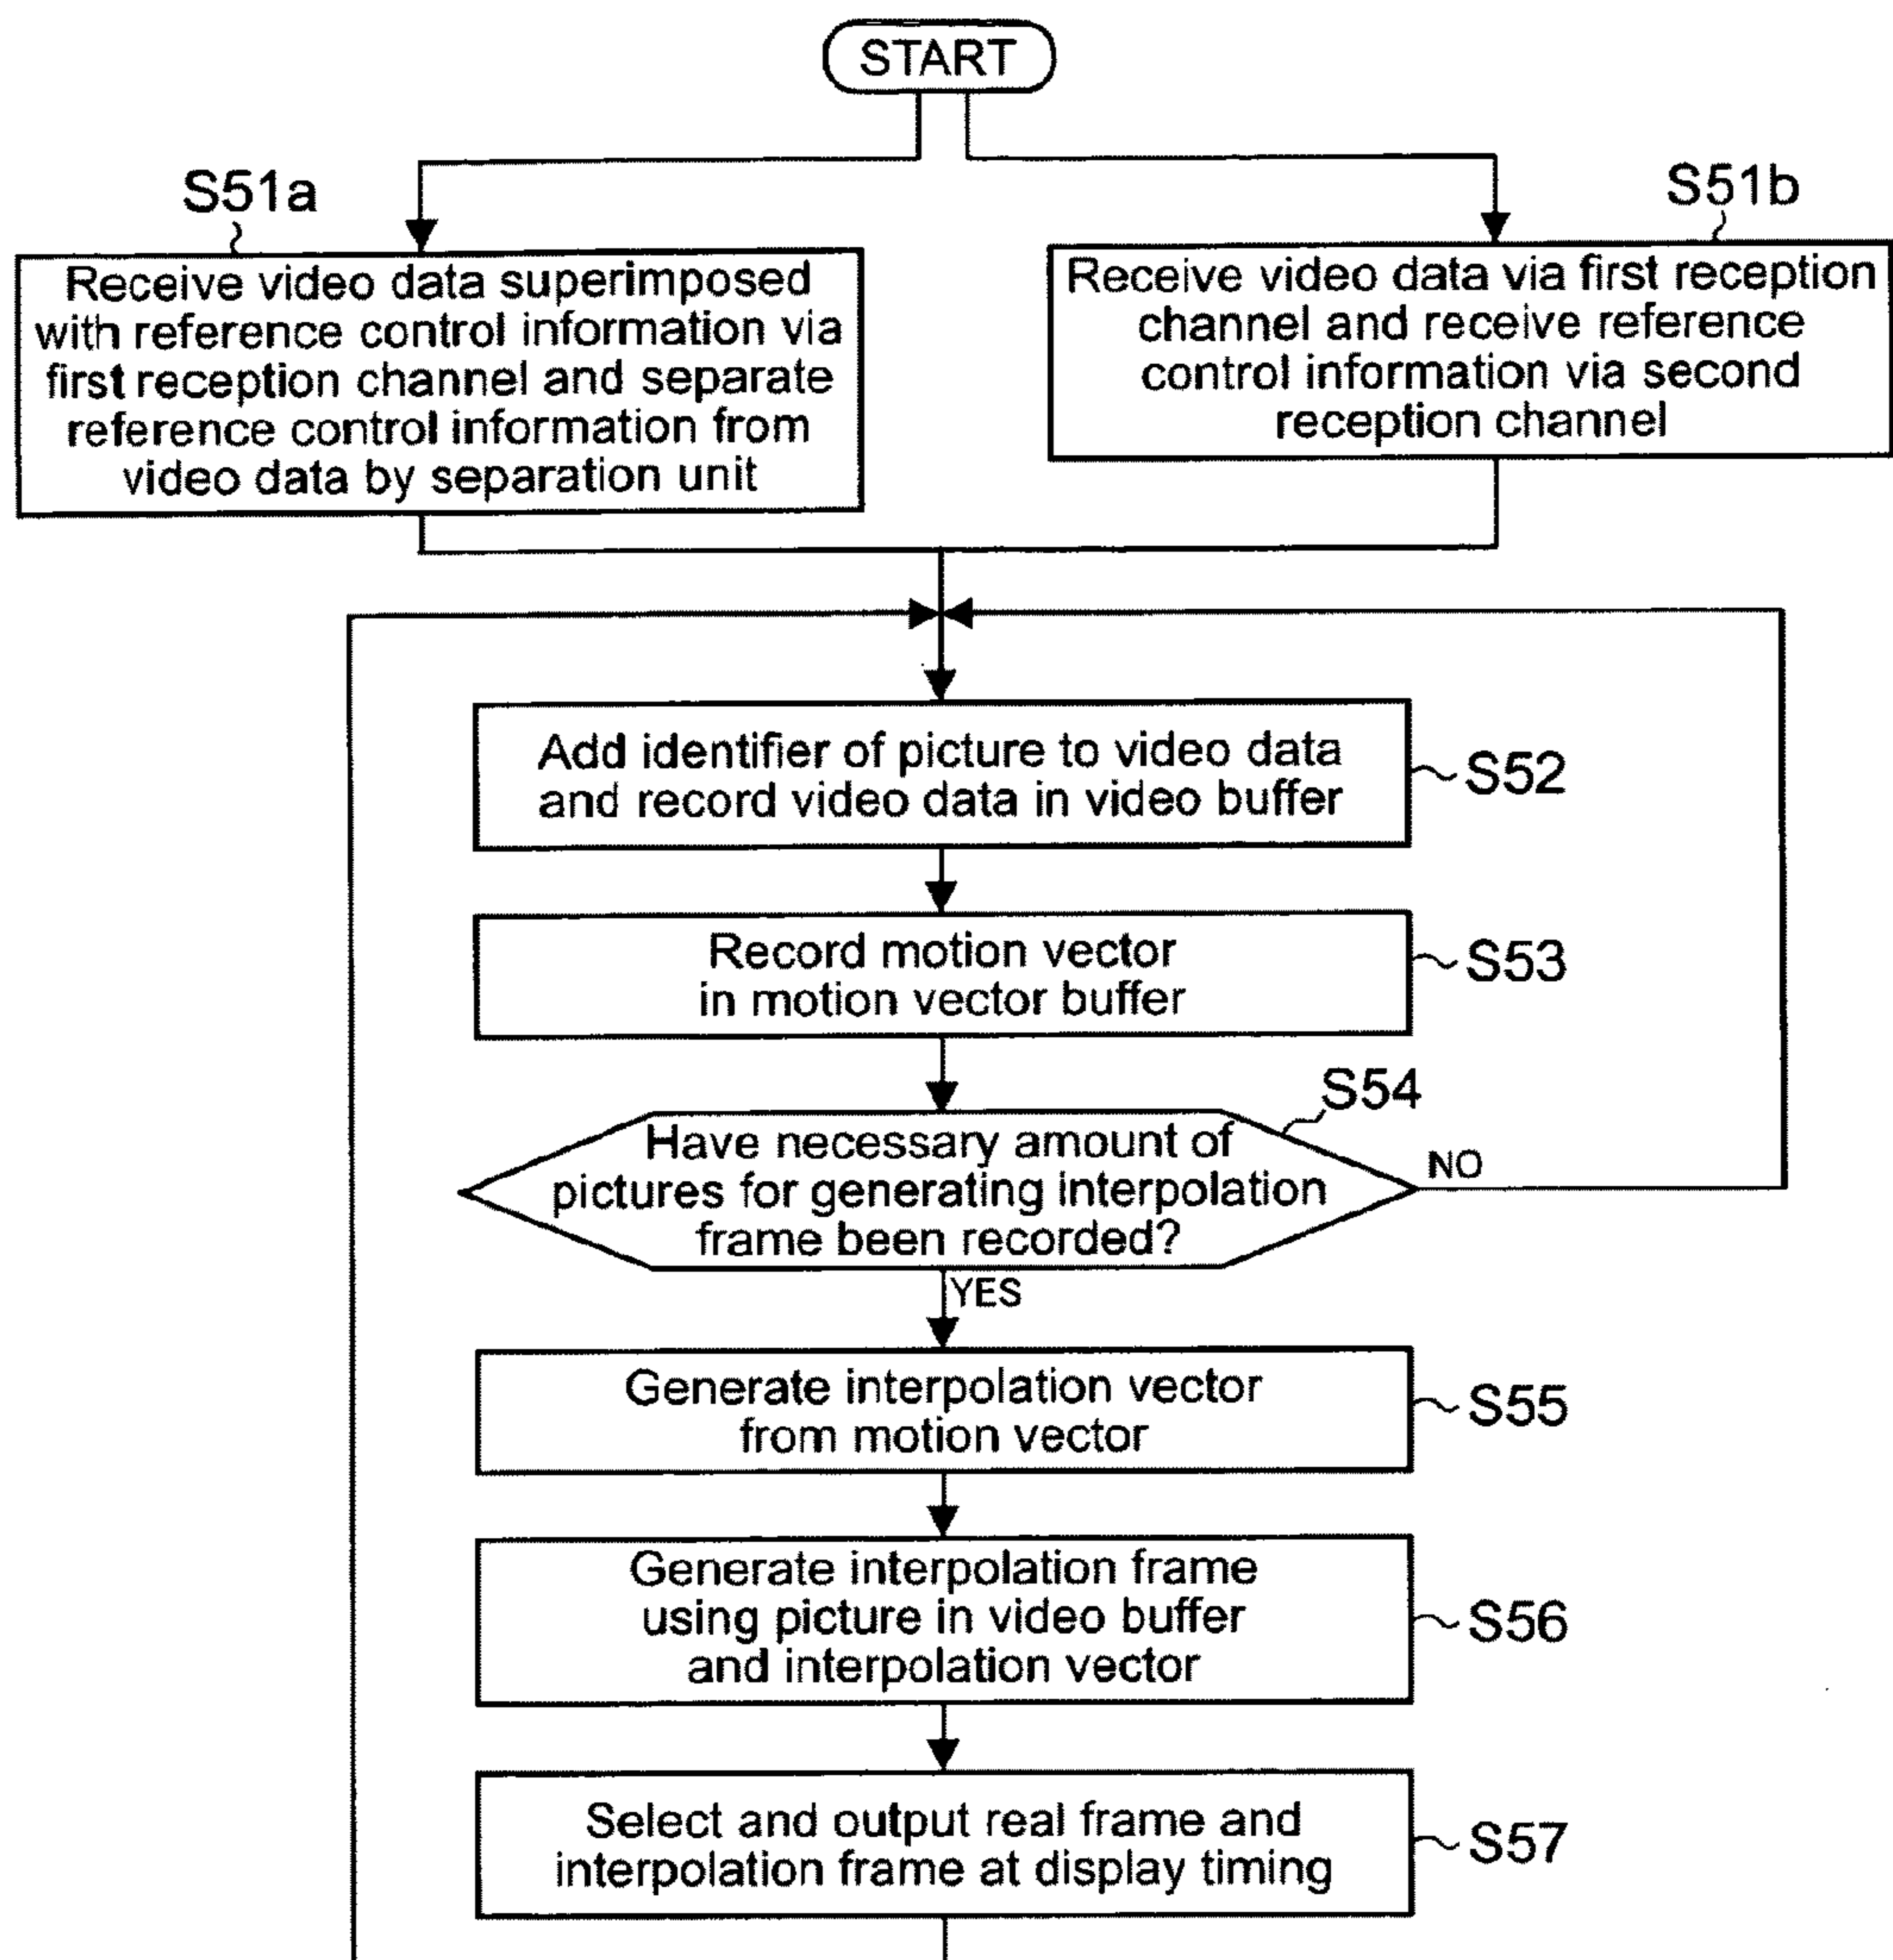 START
S51a
Receive video data superimposed
with reference control information via
first reception channel and separate
reference control information from
video data by separation unit
S51b
Receive video data via first reception
channel and receive reference
control information via second
reception channel
Add identifier of picture to video data
and record video data in video buffer
S52
Record motion vector
in motion vector buffer
S53
S54
Have necessary amount of
pictures for generating interpolation
frame been recorded?
NO
YES
Generate interpolation vector
from motion vector
S55
Generate interpolation frame
using picture in video buffer
and interpolation vector
S56
Select and output real frame and
interpolation frame at display timing
S57